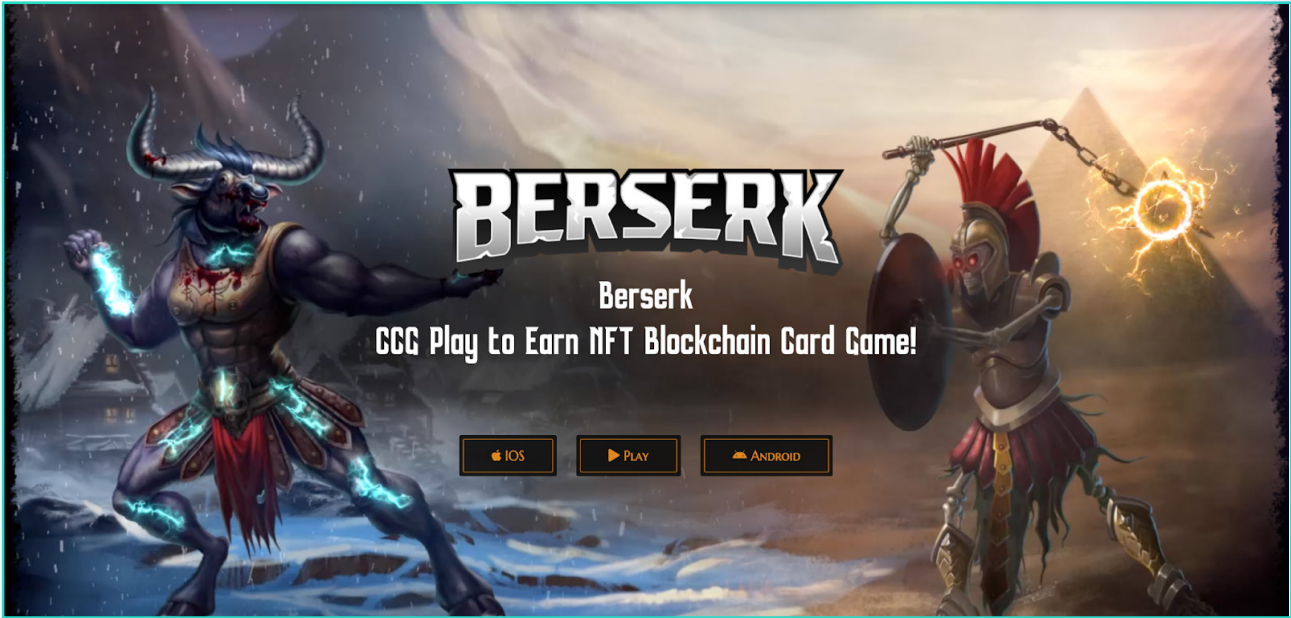 BERSERK
Berserk
CCG Play to Earn NFT Blockchain Card Game!
IOS
Play
Android